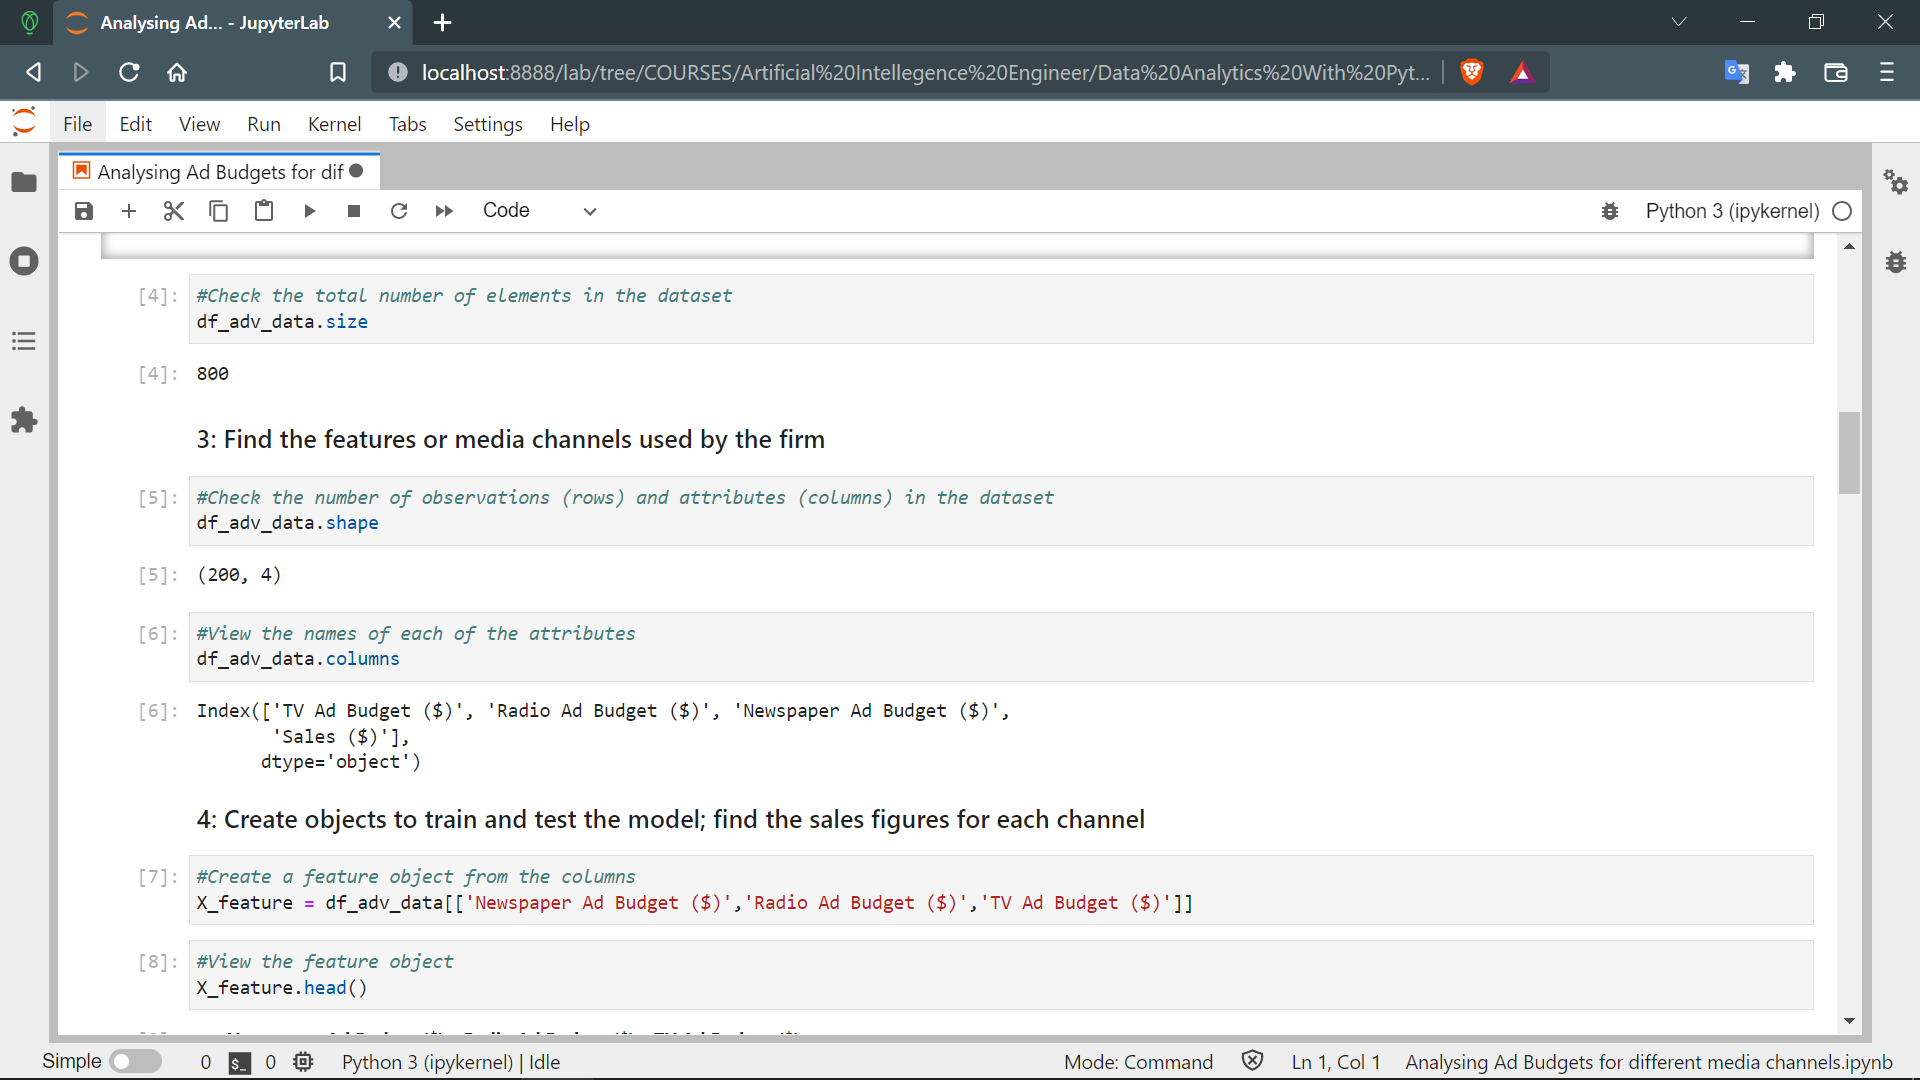 Analysing Ad... - JupyterLab
localhost:8888/lab/tree/COURSES/Artificial%20Intellegence%20Engineer/Data%20Analytics%20With%20Pyt...
File Edit View Run Kernel Tabs Settings Help
Analysing Ad Budgets for dif
Code
Python 3 (ipykernel)
[4]: #Check the total number of elements in the dataset
df_adv_data.size
[4]: 800
3: Find the features or media channels used by the firm
[5]: #Check the number of observations (rows) and attributes (columns) in the dataset
df_adv_data.shape
[5]: (200, 4)
[6]: #View the names of each of the attributes
df_adv_data.columns
[6]: Index(['TV Ad Budget ($)', 'Radio Ad Budget ($)', 'Newspaper Ad Budget ($)',
'Sales ($)'],
dtype='object')
4: Create objects to train and test the model; find the sales figures for each channel
[7]: #Create a feature object from the columns
X_feature = df_adv_data[['Newspaper Ad Budget ($)','Radio Ad Budget ($)','TV Ad Budget ($)']]
[8]: #View the feature object
X_feature.head()
Simple 0 $_ 0 Python 3 (ipykernel) | Idle Mode: Command Ln 1, Col 1 Analysing Ad Budgets for different media channels.ipynb